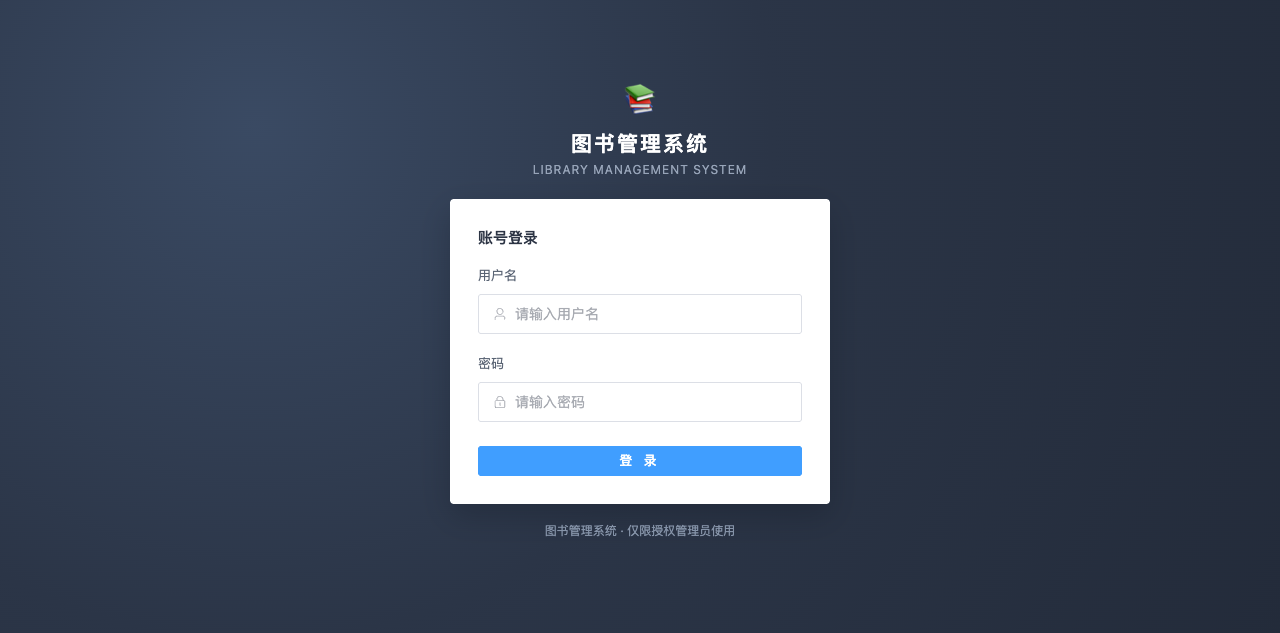 图书管理系统
LIBRARY MANAGEMENT SYSTEM
账号登录
用户名
请输入用户名
密码
请输入密码
登 录
图书管理系统 · 仅限授权管理员使用